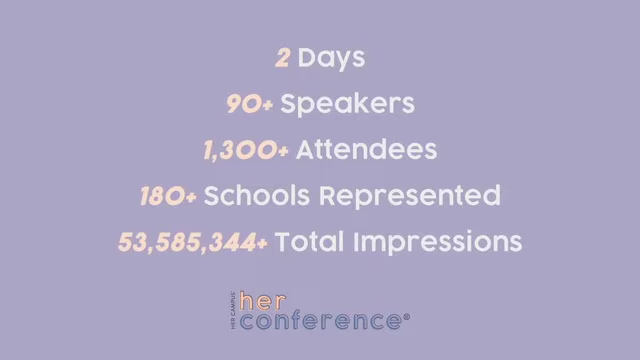 2 Days
90+ Speakers
1,300+ Attendees
180+ Schools Represented
53,585,344+ Total Impressions
HER CAMPUS
her
conference®